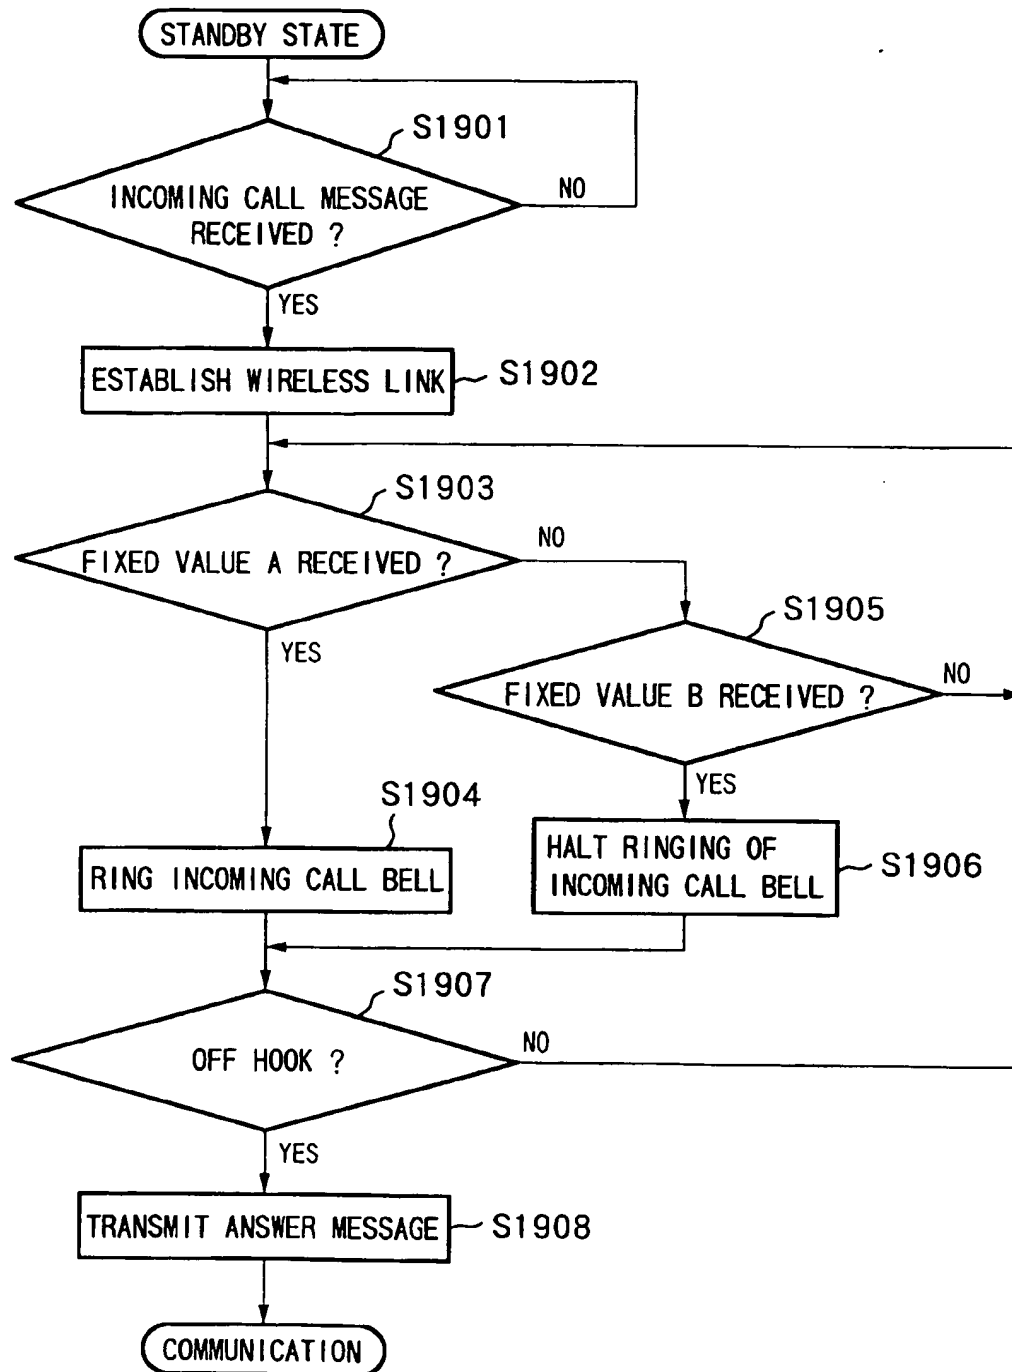 STANDBY STATE
S1901
INCOMING CALL MESSAGE
RECEIVED ?
NO
YES
ESTABLISH WIRELESS LINK
S1902
S1903
FIXED VALUE A RECEIVED ?
NO
YES
S1905
FIXED VALUE B RECEIVED ?
NO
YES
S1904
RING INCOMING CALL BELL
HALT RINGING OF
INCOMING CALL BELL
S1906
S1907
OFF HOOK ?
NO
YES
TRANSMIT ANSWER MESSAGE
S1908
COMMUNICATION